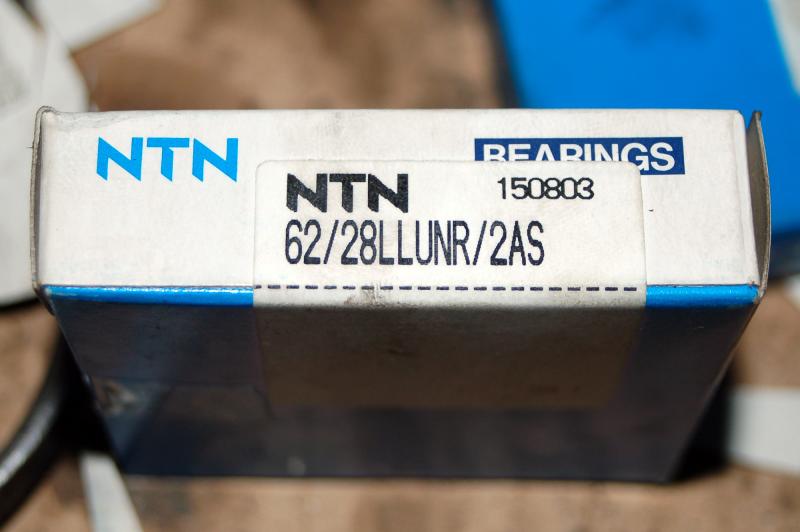 NTN
BEARINGS
NTN 150803
62/28LLUNR/2AS